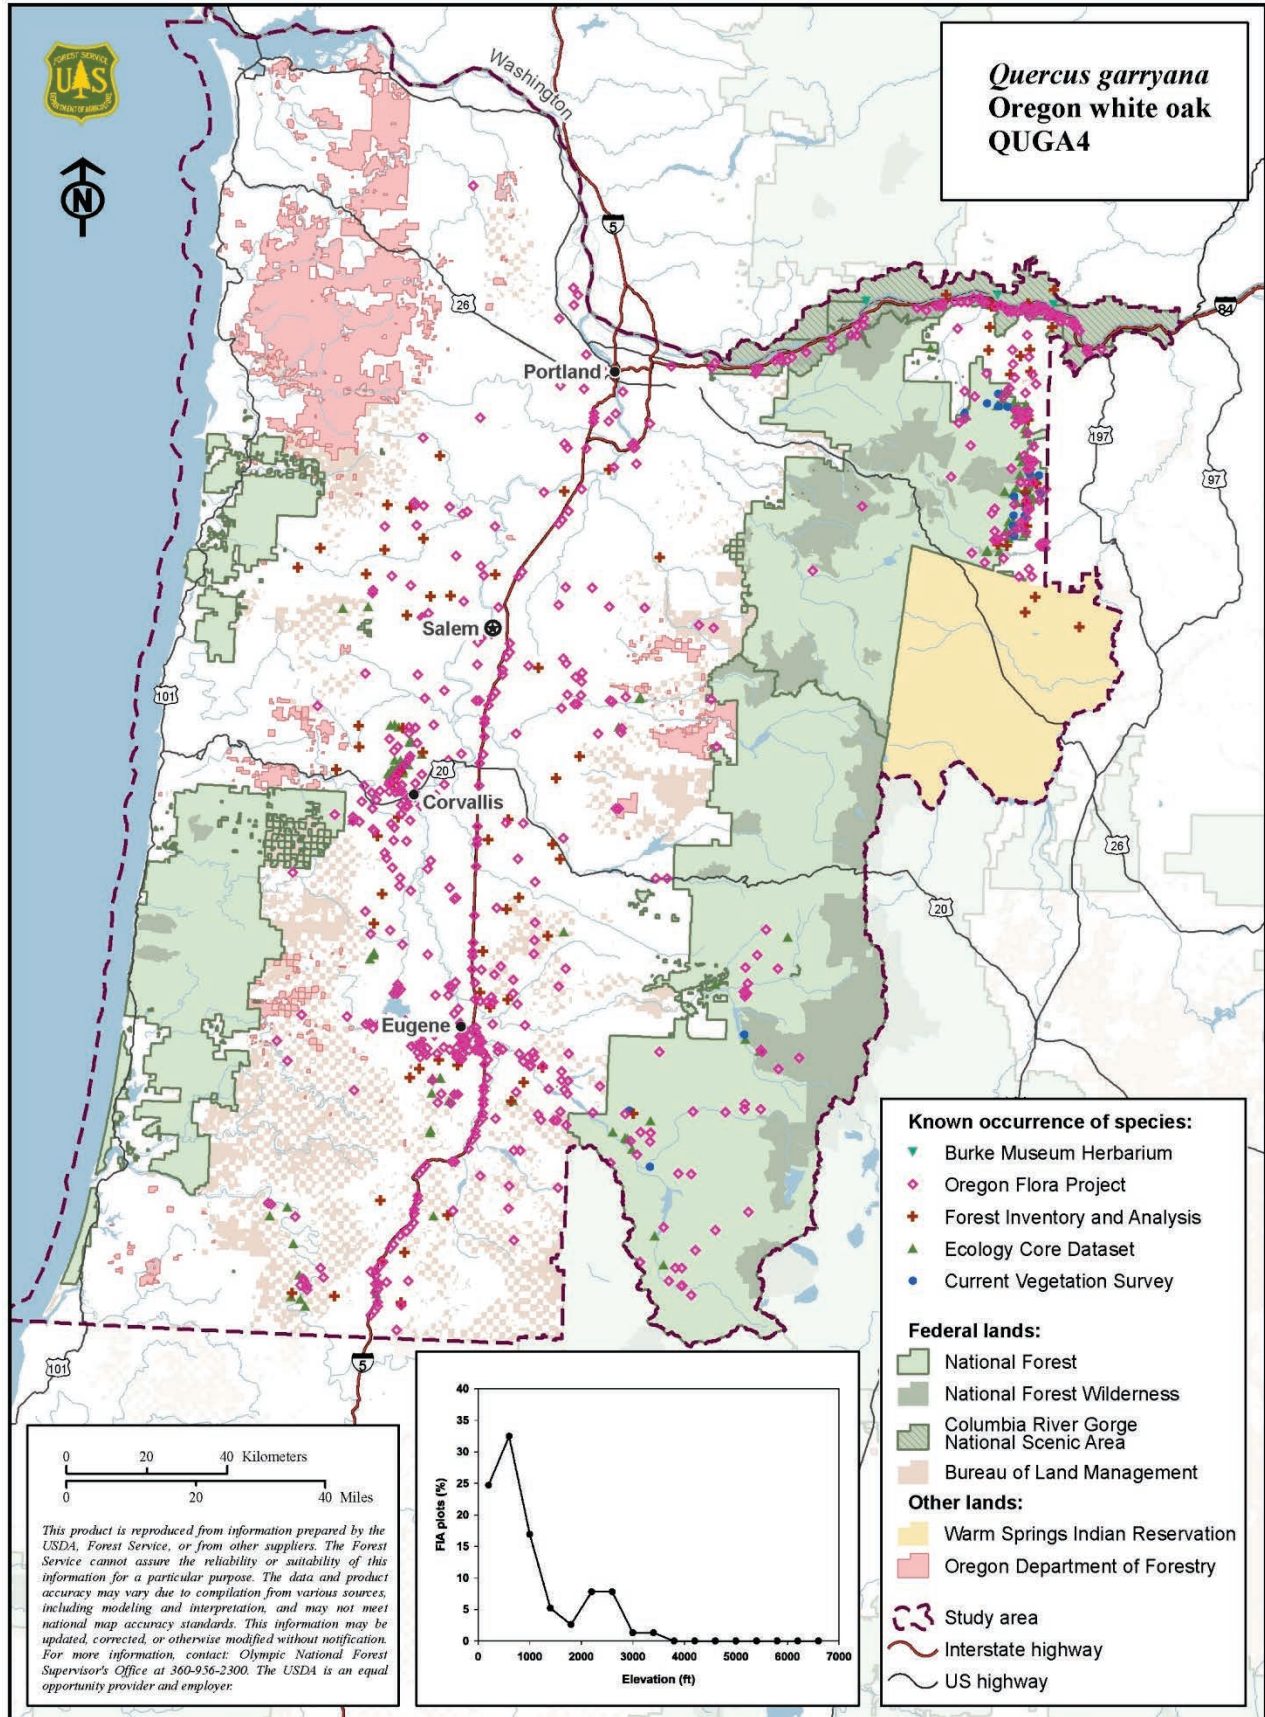 FOREST SERVICE
U S
DEPARTMENT OF AGRICULTURE
N
Washington
Quercus garryana
Oregon white oak
QUGA4
5
26
84
Portland
197
97
Salem
101
20
Corvallis
26
20
Eugene
5
101
Known occurrence of species:
Burke Museum Herbarium
Oregon Flora Project
Forest Inventory and Analysis
Ecology Core Dataset
Current Vegetation Survey
Federal lands:
National Forest
National Forest Wilderness
Columbia River Gorge
National Scenic Area
Bureau of Land Management
Other lands:
Warm Springs Indian Reservation
Oregon Department of Forestry
Study area
Interstate highway
US highway
0 20 40 Kilometers
0 20 40 Miles
This product is reproduced from information prepared by the
USDA, Forest Service, or from other suppliers. The Forest
Service cannot assure the reliability or suitability of this
information for a particular purpose. The data and product
accuracy may vary due to compilation from various sources,
including modeling and interpretation, and may not meet
national map accuracy standards. This information may be
updated, corrected, or otherwise modified without notification.
For more information, contact: Olympic National Forest
Supervisor's Office at 360-956-2300. The USDA is an equal
opportunity provider and employer.
FIA plots (%)
40
35
30
25
20
15
10
5
0
0 1000 2000 3000 4000 5000 6000 7000
Elevation (ft)